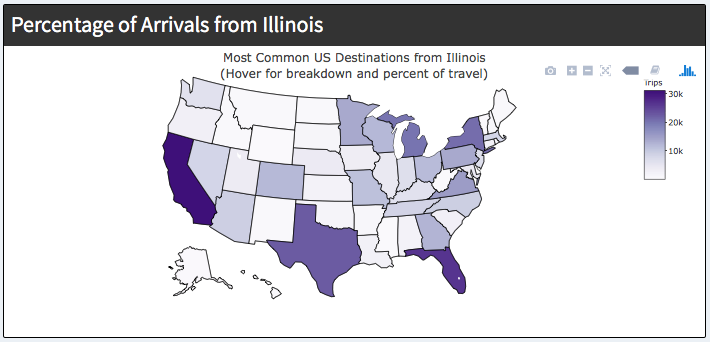 Percentage of Arrivals from Illinois
Most Common US Destinations from Illinois
(Hover for breakdown and percent of travel)
Trips
30k
20k
10k